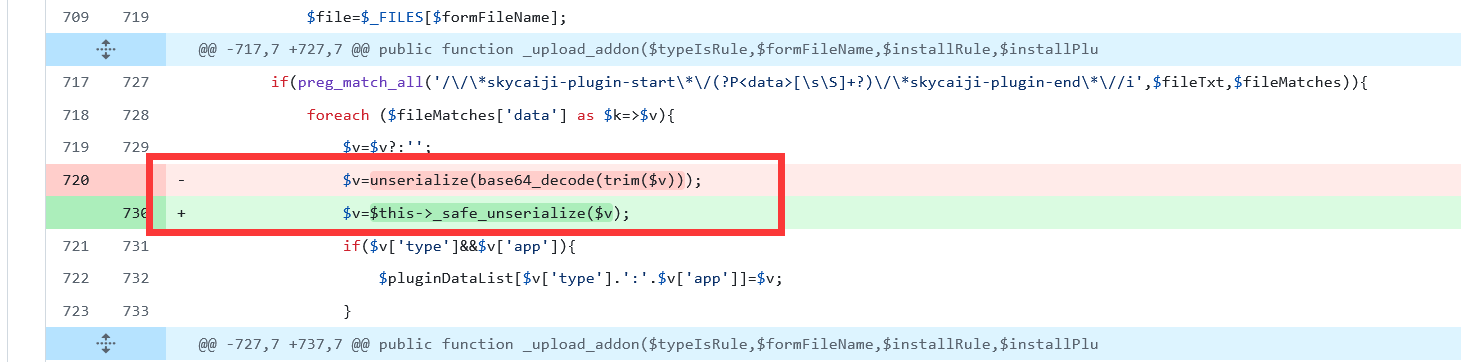 709 719 $file=$_FILES[$formFileName];
@@ -717,7 +727,7 @@ public function _upload_addon($typeIsRule,$formFileName,$installRule,$installPlu
717 727 if(preg_match_all('/\/\*skycaiji-plugin-start\*\/(?P<data>[\s\S]+?)\/\*skycaiji-plugin-end\*\//i',$fileTxt,$fileMatches)){
718 728 foreach ($fileMatches['data'] as $k=>$v){
719 729 $v=$v?:'';
720 - $v=unserialize(base64_decode(trim($v)));
730 + $v=$this->_safe_unserialize($v);
721 731 if($v['type']&&$v['app']){
722 732 $pluginDataList[$v['type'].':'.$v['app']]=$v;
723 733 }
@@ -727,7 +737,7 @@ public function _upload_addon($typeIsRule,$formFileName,$installRule,$installPlu